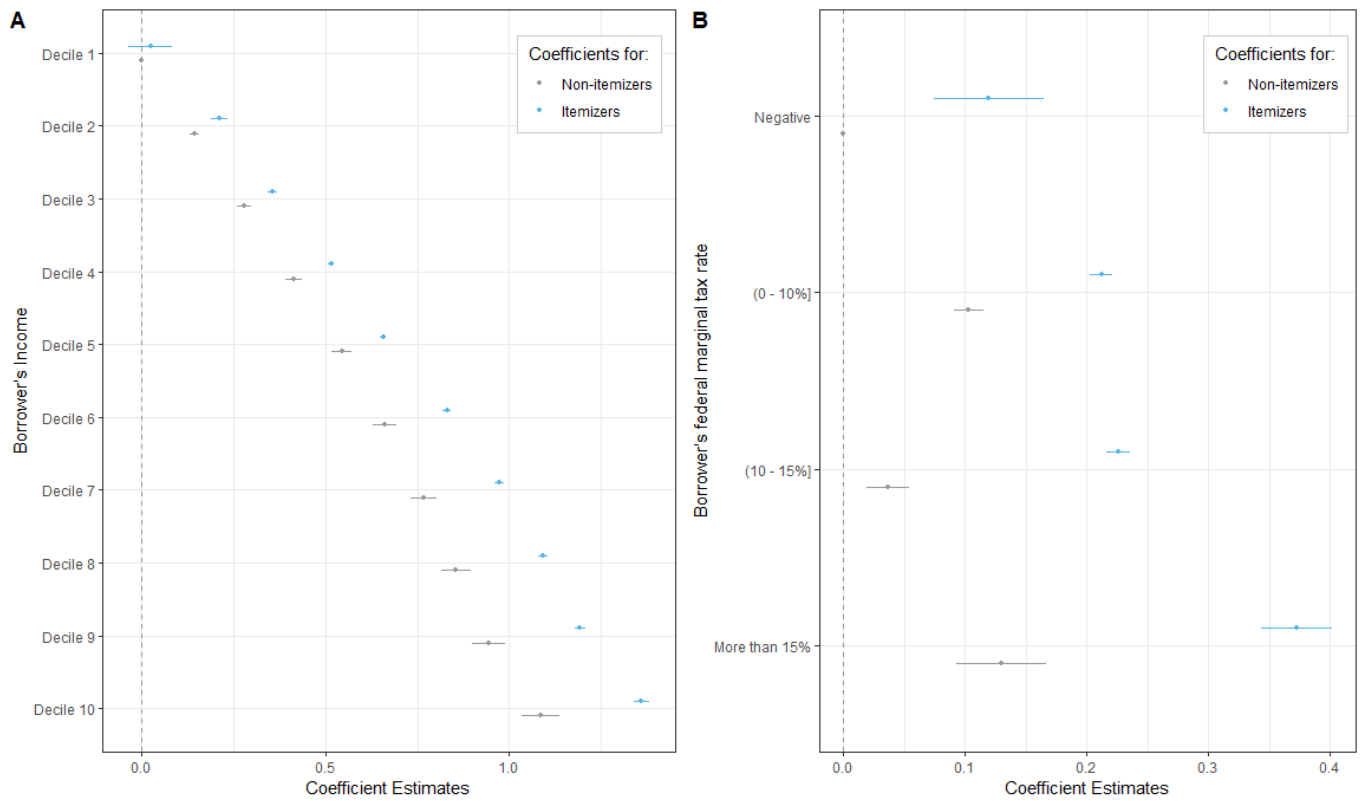 A
Coefficients for:
Non-itemizers
Itemizers
Borrower's Income
Decile 1
Decile 2
Decile 3
Decile 4
Decile 5
Decile 6
Decile 7
Decile 8
Decile 9
Decile 10
0.0
0.5
1.0
Coefficient Estimates
B
Coefficients for:
Non-itemizers
Itemizers
Borrower's federal marginal tax rate
Negative
(0 - 10%]
(10 - 15%]
More than 15%
0.0
0.1
0.2
0.3
0.4
Coefficient Estimates